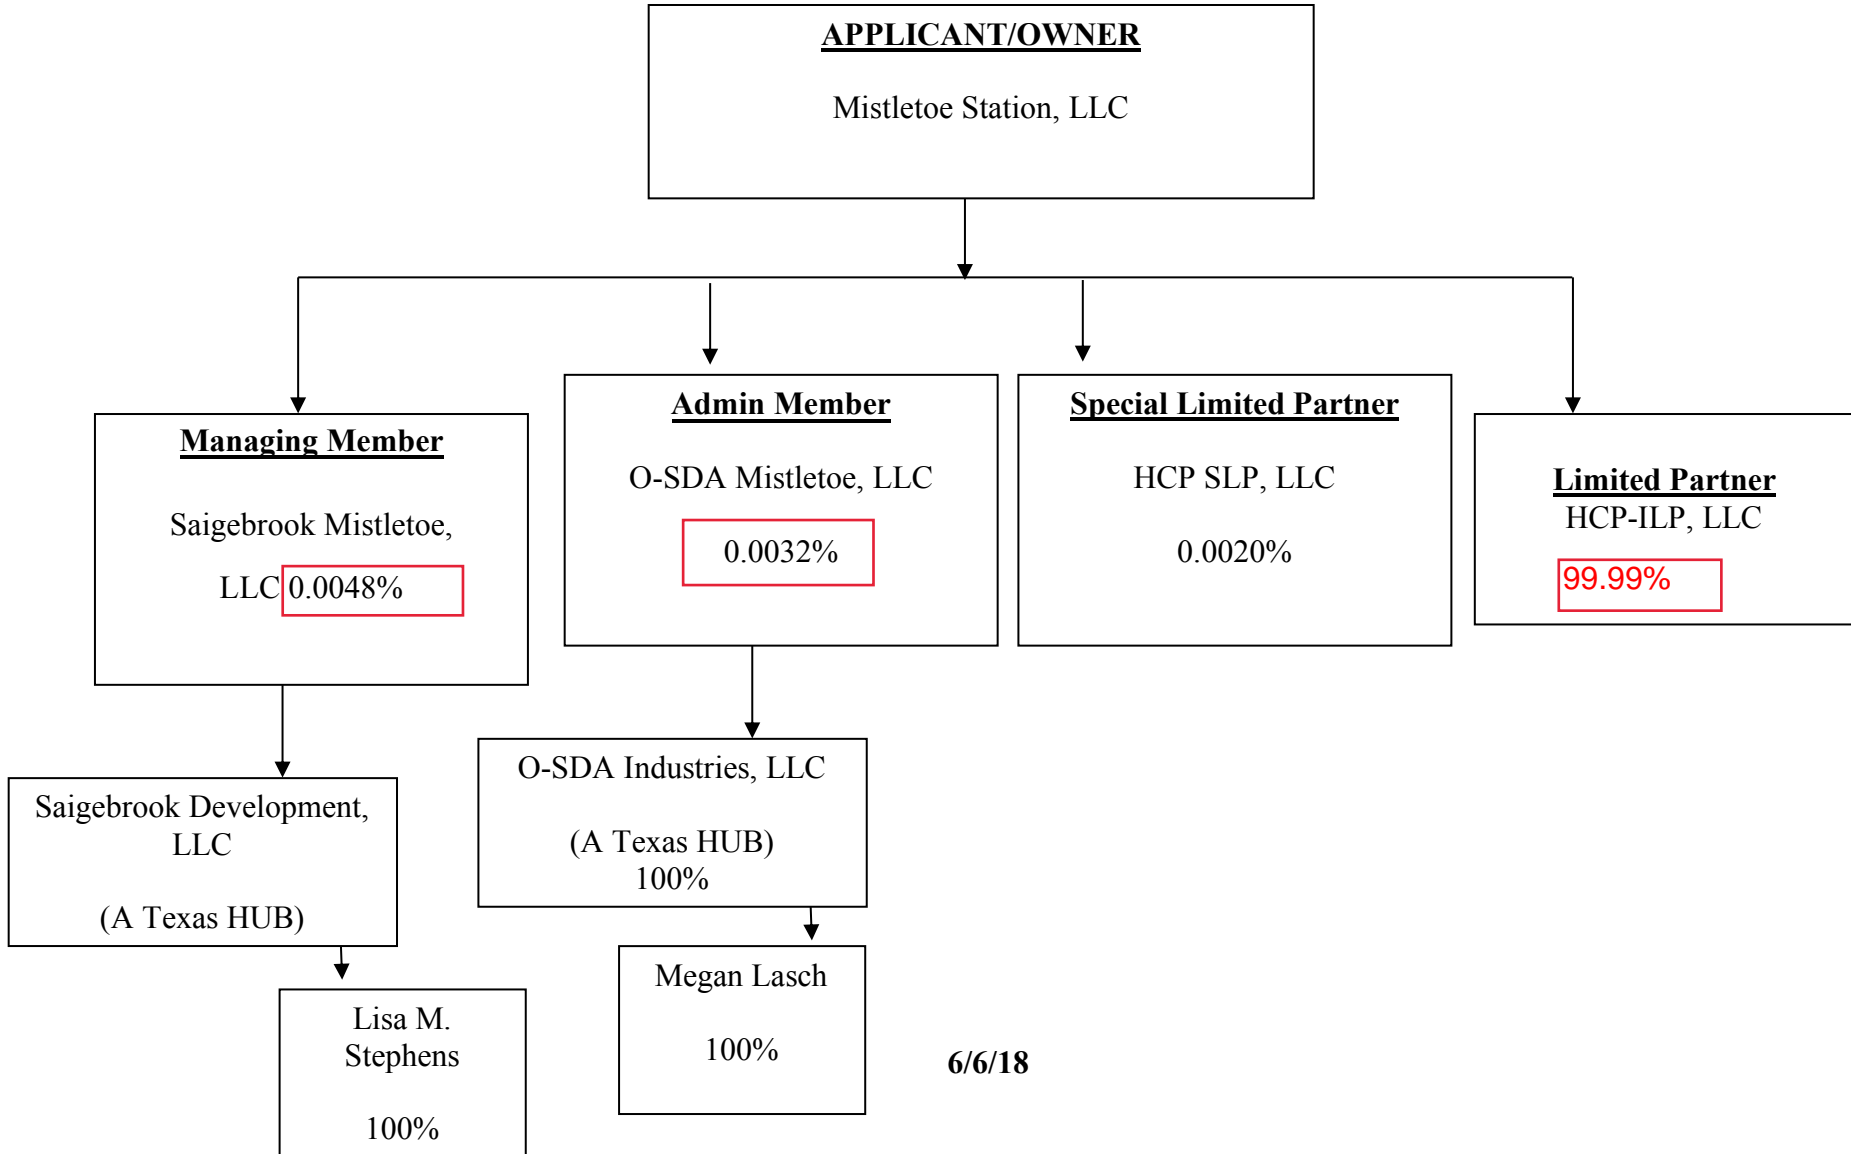 APPLICANT/OWNER
Mistletoe Station, LLC
Managing Member
Saigebrook Mistletoe,
LLC 0.0048%
Admin Member
O-SDA Mistletoe, LLC
0.0032%
Special Limited Partner
HCP SLP, LLC
0.0020%
Limited Partner
HCP-ILP, LLC
99.99%
Saigebrook Development,
LLC
(A Texas HUB)
O-SDA Industries, LLC
(A Texas HUB)
100%
Lisa M.
Stephens
100%
Megan Lasch
100%
6/6/18